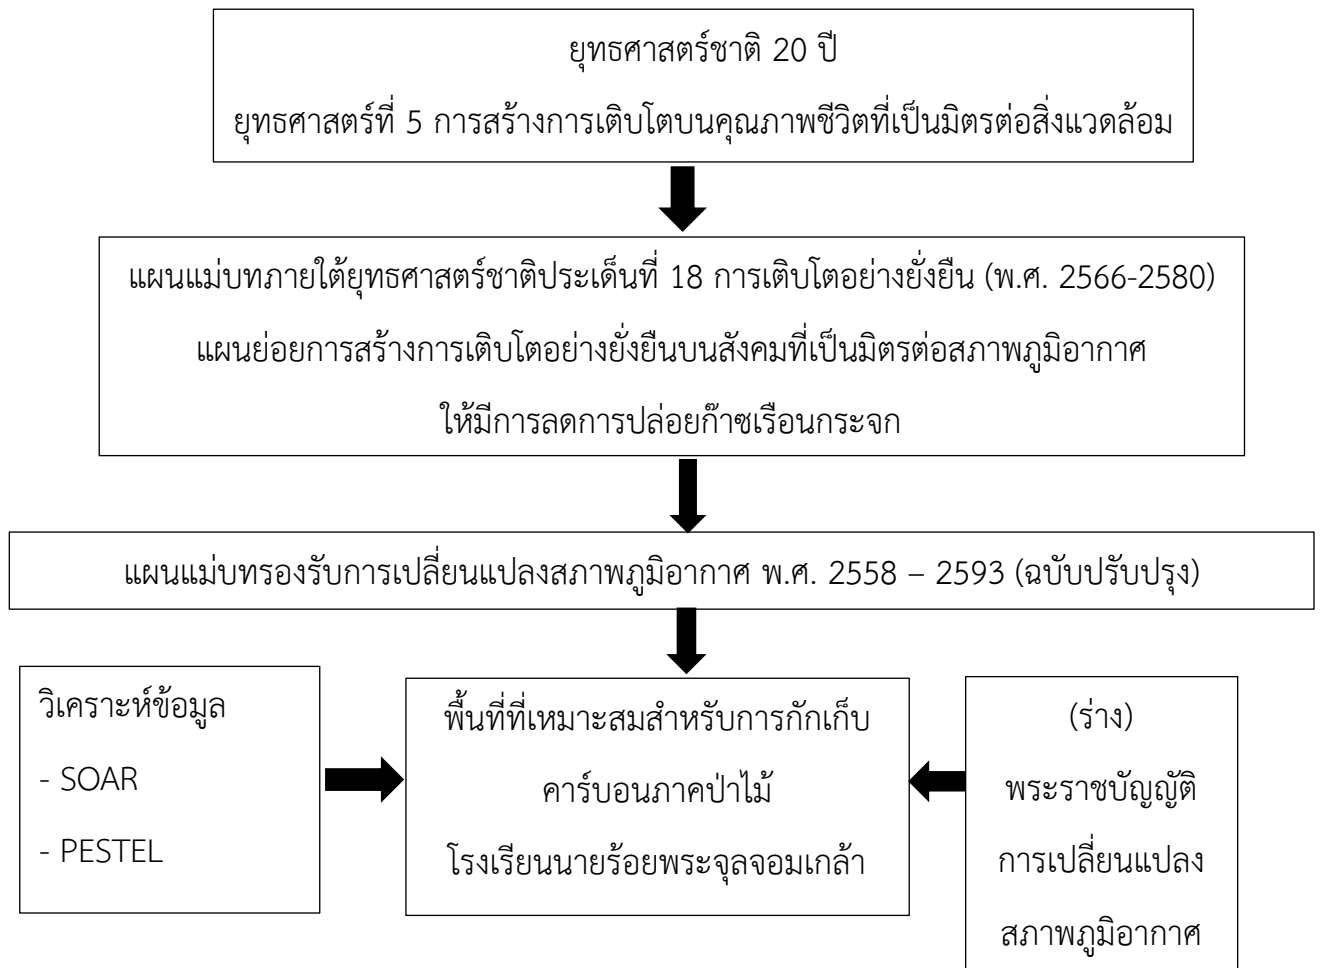 ยุทธศาสตร์ชาติ 20 ปี
ยุทธศาสตร์ที่ 5 การสร้างการเติบโตบนคุณภาพชีวิตที่เป็นมิตรต่อสิ่งแวดล้อม
แผนแม่บทภายใต้ยุทธศาสตร์ชาติประเด็นที่ 18 การเติบโตอย่างยั่งยืน (พ.ศ. 2566-2580)
แผนย่อยการสร้างการเติบโตอย่างยั่งยืนบนสังคมที่เป็นมิตรต่อสภาพภูมิอากาศ
ให้มีการลดการปล่อยก๊าซเรือนกระจก
แผนแม่บทรองรับการเปลี่ยนแปลงสภาพภูมิอากาศ พ.ศ. 2558 – 2593 (ฉบับปรับปรุง)
วิเคราะห์ข้อมูล
- SOAR
- PESTEL
พื้นที่ที่เหมาะสมสำหรับการกักเก็บ
คาร์บอนภาคป่าไม้
โรงเรียนนายร้อยพระจุลจอมเกล้า
(ร่าง)
พระราชบัญญัติ
การเปลี่ยนแปลง
สภาพภูมิอากาศ